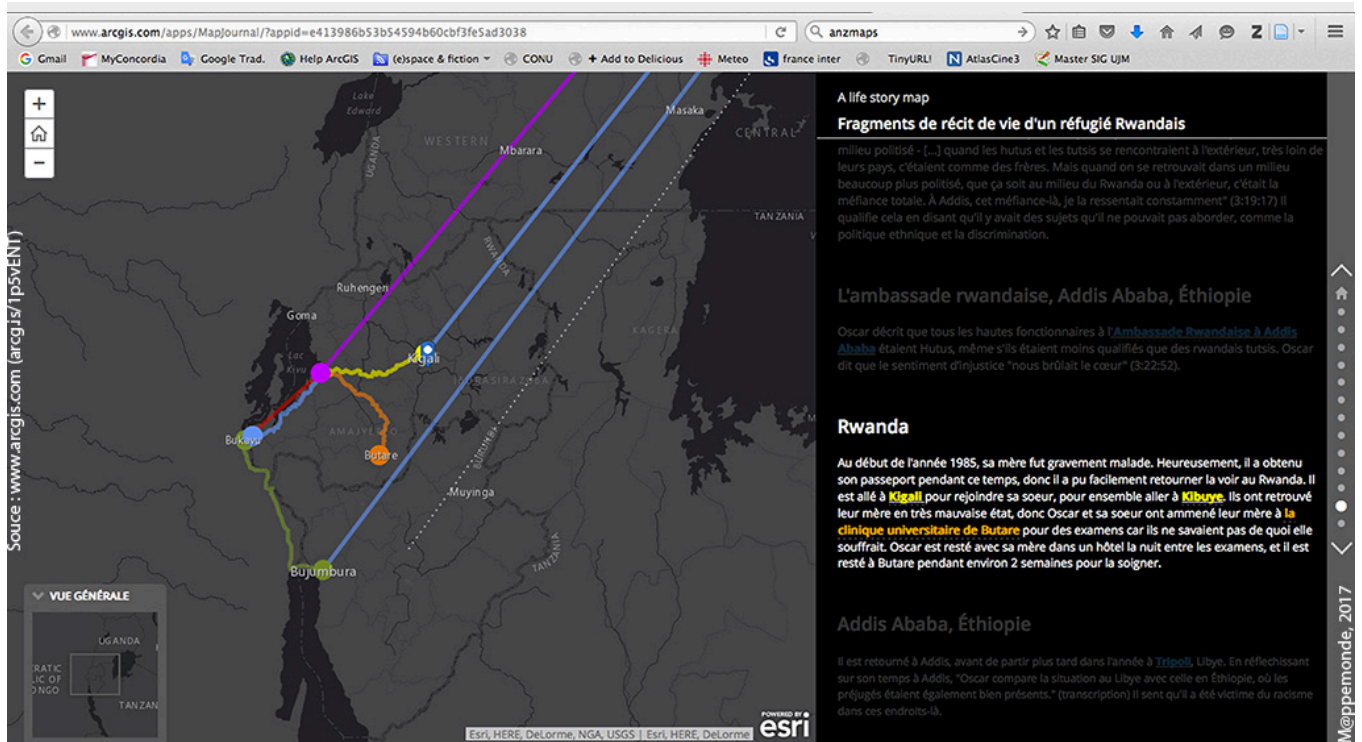 www.arcgis.com/apps/MapJournal/?appid=e413986b53b54594b60cbf3fe5ad3038
anzmaps
Gmail MyConcordia Google Trad. Help ArcGIS (e)space & fiction CONU + Add to Delicious Meteo france inter TinyURL! AtlasCine3 Master SIG UJM
A life story map
Fragments de récit de vie d'un réfugié Rwandais
milieu politisé - [...] quand les hutus et les tutsis se rencontraient à l'extérieur, très loin de
leurs pays, c'étaient comme des frères. Mais quand on se retrouvait dans un milieu
beaucoup plus politisé, que ça soit au milieu du Rwanda ou à l'extérieur, c'était la
méfiance totale. À Addis, cet méfiance-là, je la ressentait constamment" (3:19:17) Il
qualifie cela en disant qu'il y avait des sujets qu'il ne pouvait pas aborder, comme la
politique ethnique et la discrimination.
L'ambassade rwandaise, Addis Ababa, Éthiopie
Oscar décrit que tous les hautes fonctionnaires à l'Ambassade Rwandaise à Addis
Ababa étaient Hutus, même s'ils étaient moins qualifiés que des rwandais tutsis. Oscar
dit que le sentiment d'injustice "nous brûlait le cœur" (3:22:52).
Rwanda
Au début de l'année 1985, sa mère fut gravement malade. Heureusement, il a obtenu
son passeport pendant ce temps, donc il a pu facilement retourner la voir au Rwanda. Il
est allé à Kigali pour rejoindre sa soeur, pour ensemble aller à Kibuye. Ils ont retrouvé
leur mère en très mauvaise état, donc Oscar et sa soeur ont ammené leur mère à la
clinique universitaire de Butare pour des examens car ils ne savaient pas de quoi elle
souffrait. Oscar est resté avec sa mère dans un hôtel la nuit entre les examens, et il est
resté à Butare pendant environ 2 semaines pour la soigner.
Addis Ababa, Éthiopie
Il est retourné à Addis, avant de partir plus tard dans l'année à Tripoli, Libye. En réflechissant
sur son temps à Addis, "Oscar compare la situation au Libye avec celle en Éthiopie, où les
préjugés étaient également bien présents." (transcription) Il sent qu'il a été victime du racisme
dans ces endroits-là.
Lake
Edward
UGANDA
WESTERN
Mbarara
Masaka
CENTRAL
TANZANIA
RWANDA
Ruhengeri
Goma
Lac
Kivu
Kigali
KAGERA
Bukavu
Butare
BURUNDI
Muyinga
TANZANIA
Bujumbura
VUE GÉNÉRALE
UGANDA
CRATIC
LIC OF
ONGO
TANZAN
Esri, HERE, DeLorme, NGA, USGS | Esri, HERE, DeLorme
POWERED BY
esri
Souce : www.arcgis.com (arcg.is/1p5vENT)
M@ppemonde, 2017